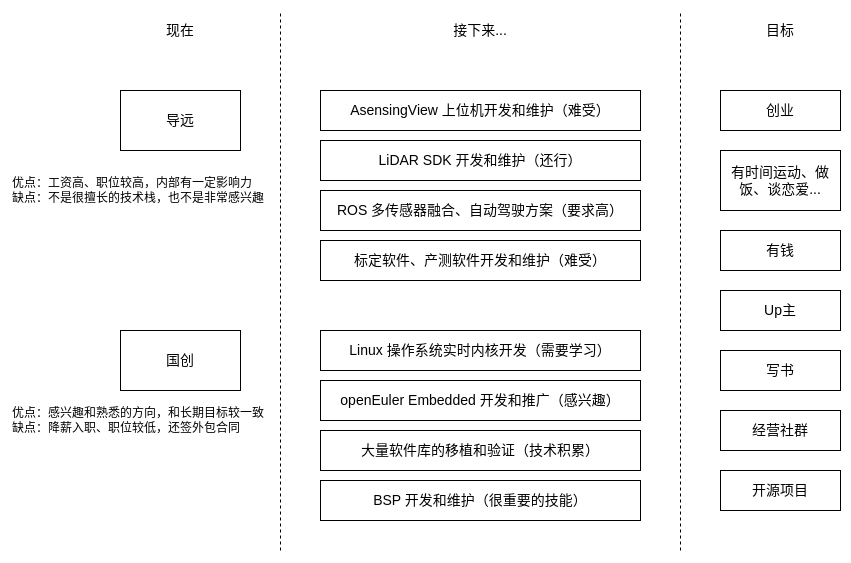 现在
接下来...
目标
导远
优点：工资高、职位较高，内部有一定影响力
缺点：不是很擅长的技术栈，也不是非常感兴趣
AsensingView 上位机开发和维护（难受）
LiDAR SDK 开发和维护（还行）
ROS 多传感器融合、自动驾驶方案（要求高）
标定软件、产测软件开发和维护（难受）
国创
优点：感兴趣和熟悉的方向，和长期目标较一致
缺点：降薪入职、职位较低，还签外包合同
Linux 操作系统实时内核开发（需要学习）
openEuler Embedded 开发和推广（感兴趣）
大量软件库的移植和验证（技术积累）
BSP 开发和维护（很重要的技能）
创业
有时间运动、做
饭、谈恋爱...
有钱
Up主
写书
经营社群
开源项目